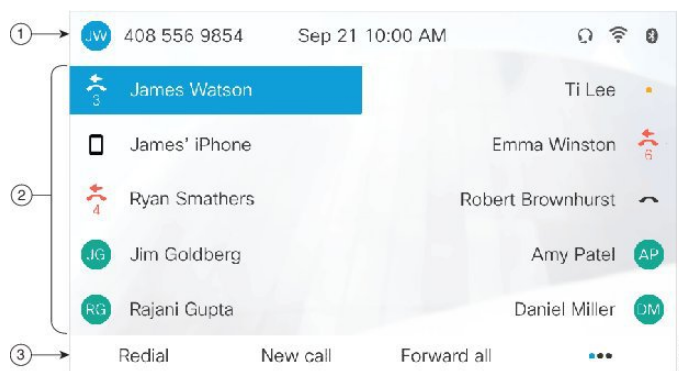 1 JW 408 556 9854 Sep 21 10:00 AM
3 James Watson Ti Lee
James' iPhone Emma Winston 6
2
4 Ryan Smathers Robert Brownhurst
JG Jim Goldberg Amy Patel AP
RG Rajani Gupta Daniel Miller DM
3 Redial New call Forward all